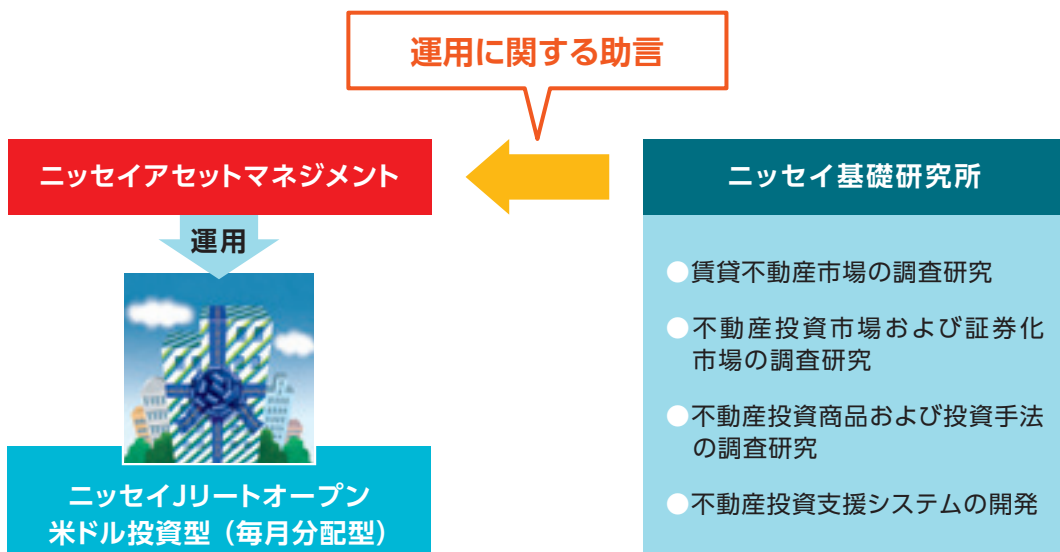 運用に関する助言
ニッセイアセットマネジメント
運用
ニッセイJリートオープン
米ドル投資型（毎月分配型）
ニッセイ基礎研究所
●賃貸不動産市場の調査研究
●不動産投資市場および証券化
市場の調査研究
●不動産投資商品および投資手法
の調査研究
●不動産投資支援システムの開発